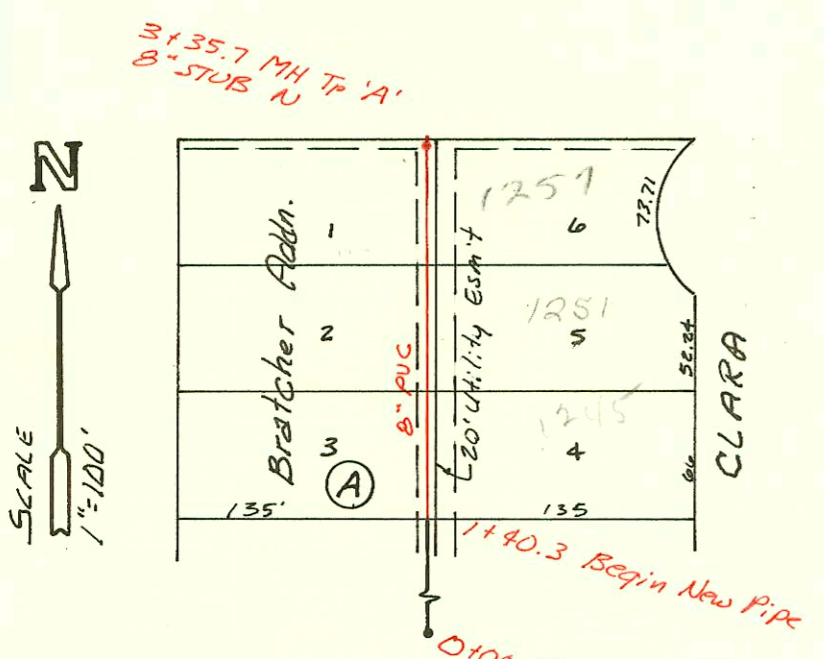 3+35.7 MH Tp 'A'
8" STUB N
N
SCALE
1"=100'
Bratcher Addn.
1
2
3
A
135'
8" PVC
20' Utility Esm't
1257
6
1251
5
1245
4
135
73.71
52.24
66
CLARA
1+40.3 Begin New Pipe